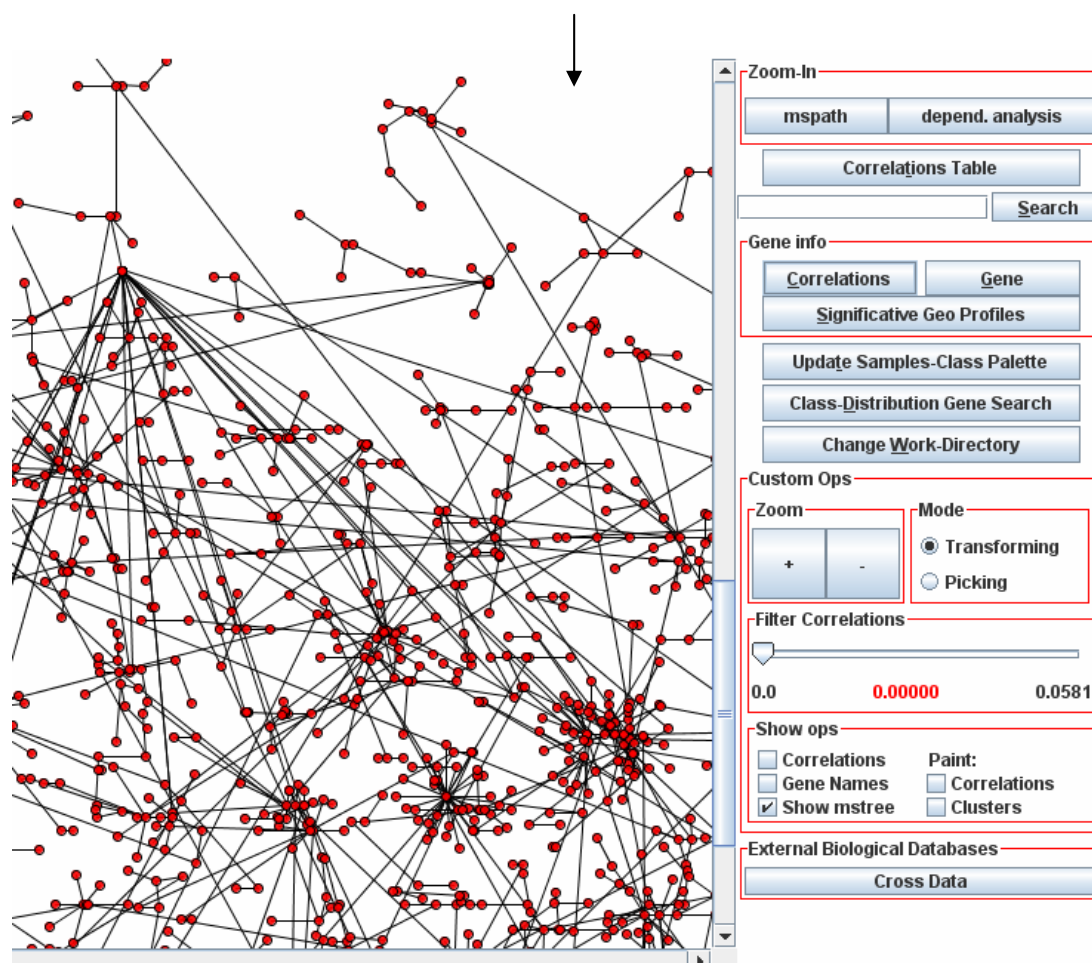 Zoom-In
mspath depend. analysis
Correlations Table
Search
Gene info
Correlations Gene
Significative Geo Profiles
Update Samples-Class Palette
Class-Distribution Gene Search
Change Work-Directory
Custom Ops
Zoom Mode
+ - Transforming
Picking
Filter Correlations
0.0 0.00000 0.0581
Show ops
Correlations Paint:
Gene Names Correlations
Show mstree Clusters
External Biological Databases
Cross Data